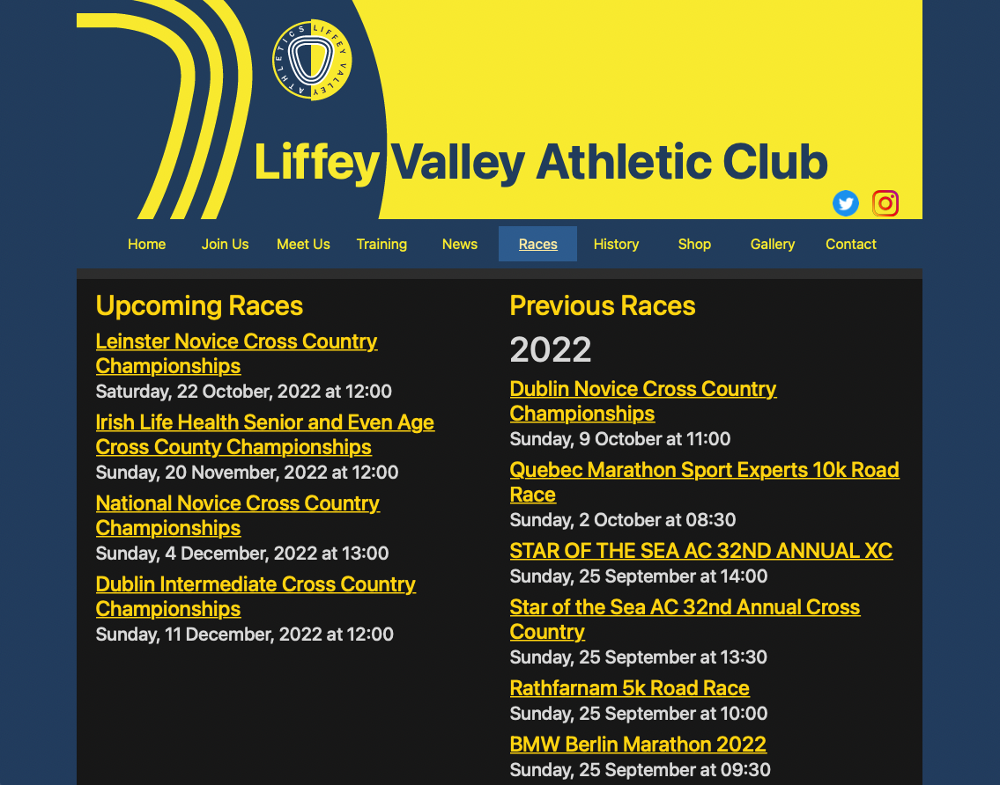 LIFFEY VALLEY ATHLETICS
Liffey Valley Athletic Club
Home Join Us Meet Us Training News Races History Shop Gallery Contact
Upcoming Races
Leinster Novice Cross Country
Championships
Saturday, 22 October, 2022 at 12:00
Irish Life Health Senior and Even Age
Cross County Championships
Sunday, 20 November, 2022 at 12:00
National Novice Cross Country
Championships
Sunday, 4 December, 2022 at 13:00
Dublin Intermediate Cross Country
Championships
Sunday, 11 December, 2022 at 12:00
Previous Races
2022
Dublin Novice Cross Country
Championships
Sunday, 9 October at 11:00
Quebec Marathon Sport Experts 10k Road
Race
Sunday, 2 October at 08:30
STAR OF THE SEA AC 32ND ANNUAL XC
Sunday, 25 September at 14:00
Star of the Sea AC 32nd Annual Cross
Country
Sunday, 25 September at 13:30
Rathfarnam 5k Road Race
Sunday, 25 September at 10:00
BMW Berlin Marathon 2022
Sunday, 25 September at 09:30